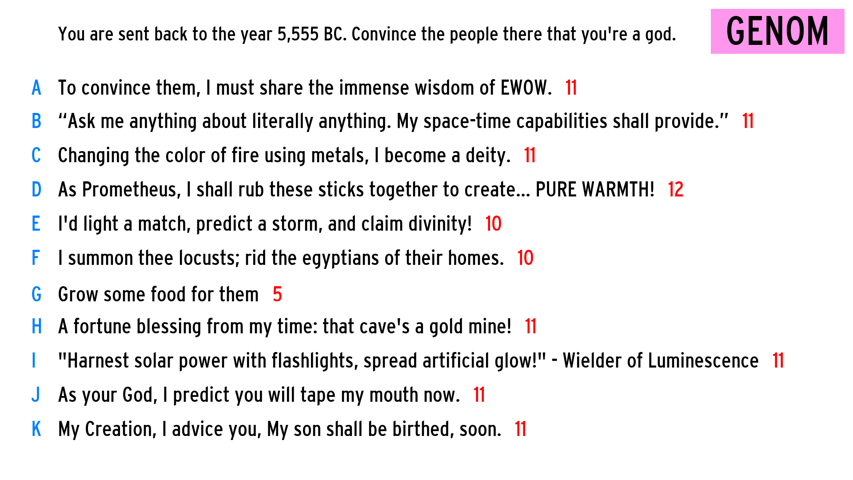 You are sent back to the year 5,555 BC. Convince the people there that you're a god.
GENOM
A To convince them, I must share the immense wisdom of EWOW. 11
B “Ask me anything about literally anything. My space-time capabilities shall provide.” 11
C Changing the color of fire using metals, I become a deity. 11
D As Prometheus, I shall rub these sticks together to create... PURE WARMTH! 12
E I'd light a match, predict a storm, and claim divinity! 10
F I summon thee locusts; rid the egyptians of their homes. 10
G Grow some food for them 5
H A fortune blessing from my time: that cave's a gold mine! 11
I "Harnest solar power with flashlights, spread artificial glow!" - Wielder of Luminescence 11
J As your God, I predict you will tape my mouth now. 11
K My Creation, I advice you, My son shall be birthed, soon. 11